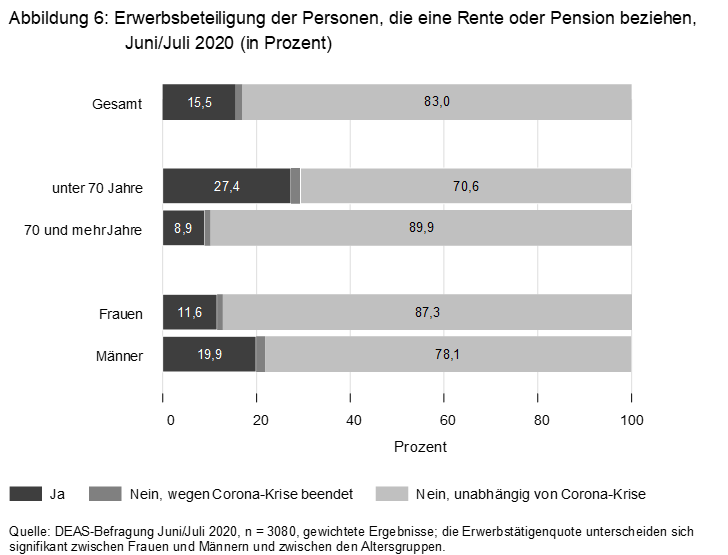 Abbildung 6: Erwerbsbeteiligung der Personen, die eine Rente oder Pension beziehen,
Juni/Juli 2020 (in Prozent)
Gesamt 15,5 83,0
unter 70 Jahre 27,4 70,6
70 und mehr Jahre 8,9 89,9
Frauen 11,6 87,3
Männer 19,9 78,1
0 20 40 60 80 100
Prozent
Ja Nein, wegen Corona-Krise beendet Nein, unabhängig von Corona-Krise
Quelle: DEAS-Befragung Juni/Juli 2020, n = 3080, gewichtete Ergebnisse; die Erwerbstätigenquote unterscheiden sich
signifikant zwischen Frauen und Männern und zwischen den Altersgruppen.